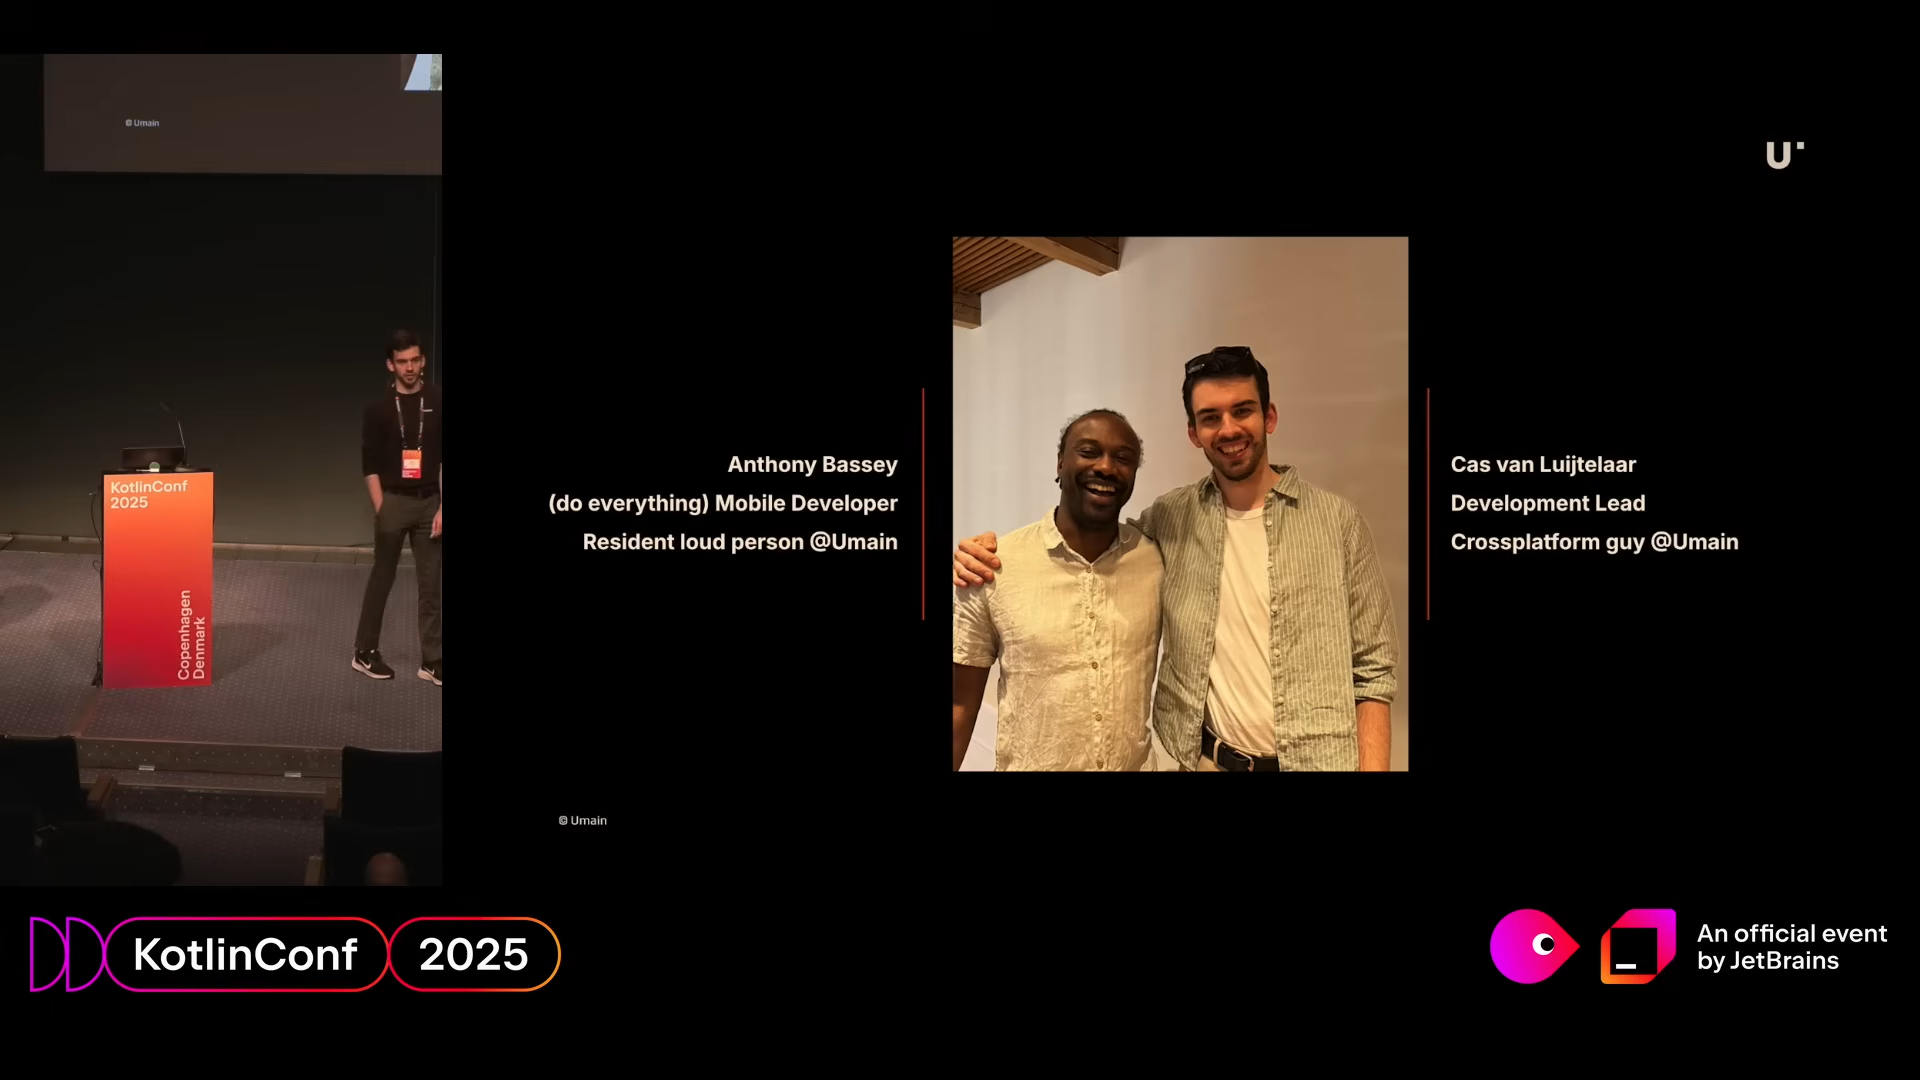 © Umain
KotlinConf
2025
Copenhagen
Denmark
U
Anthony Bassey
(do everything) Mobile Developer
Resident loud person @Umain
Cas van Luijtelaar
Development Lead
Crossplatform guy @Umain
© Umain
KotlinConf 2025
An official event
by JetBrains